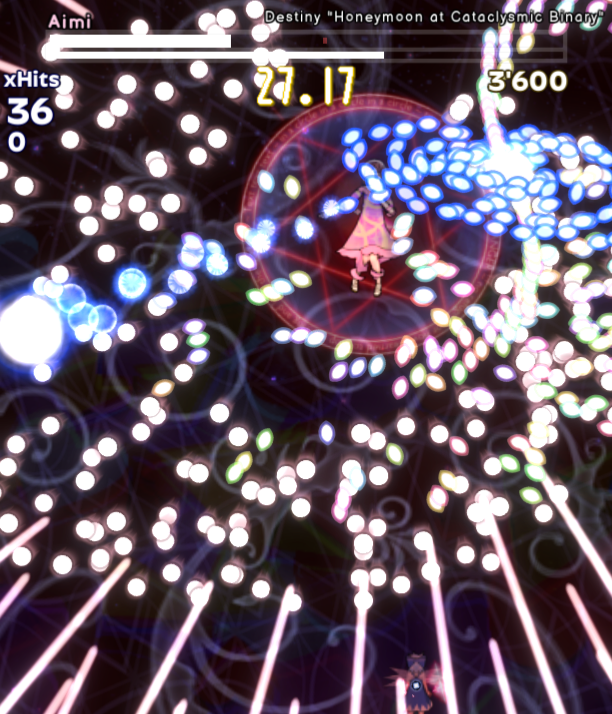 Aimi
Destiny "Honeymoon at Cataclysmic Binary"
27.17
xHits
3'600
36
0